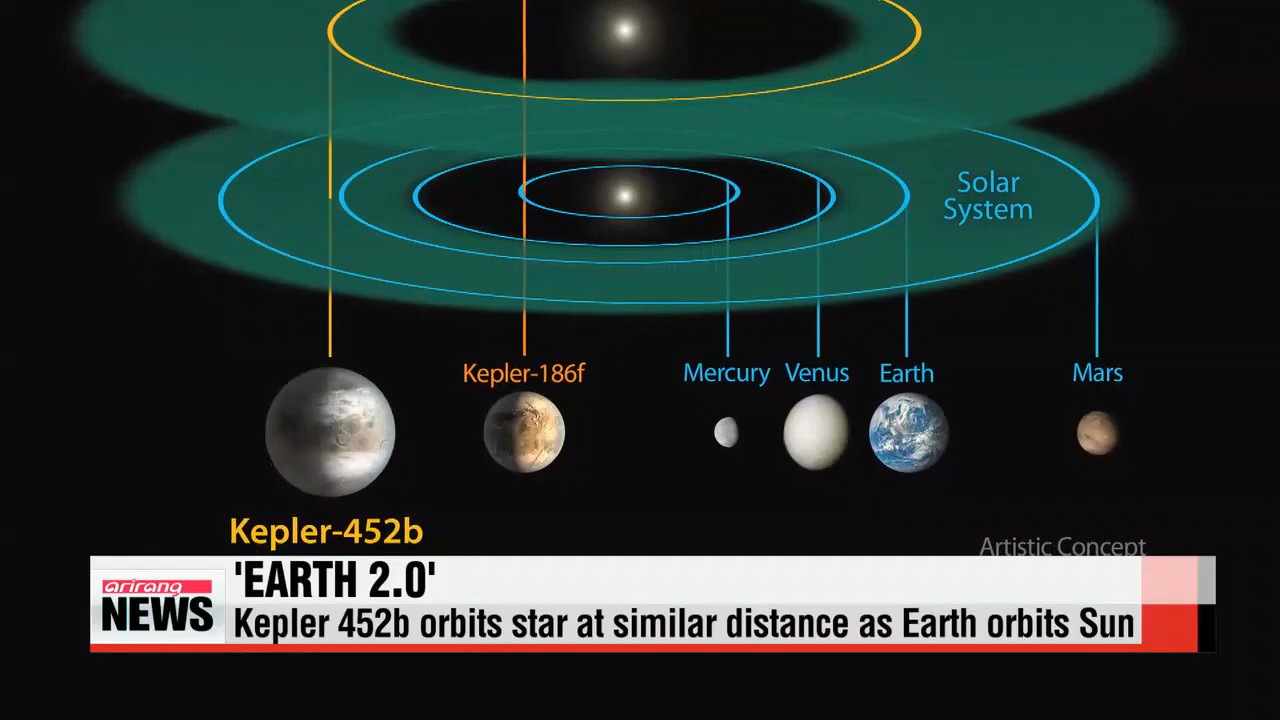 Solar
System
Kepler-186f
Mercury
Venus
Earth
Mars
Kepler-452b
Artistic Concept
arirang
NEWS
'EARTH 2.0'
Kepler 452b orbits star at similar distance as Earth orbits Sun